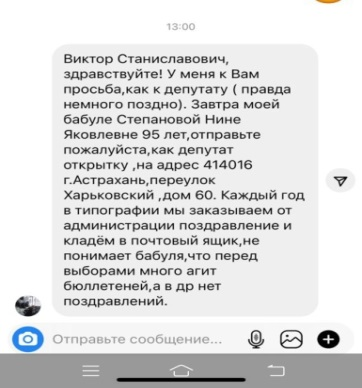 13:00
Виктор Станиславович,
здравствуйте! У меня к Вам
просьба,как к депутату ( правда
немного поздно). Завтра моей
бабуле Степановой Нине
Яковлевне 95 лет,отправьте
пожалуйста,как депутат
открытку ,на адрес 414016
г.Астрахань,переулок
Харьковский ,дом 60. Каждый год
в типографии мы заказываем от
администрации поздравление и
кладём в почтовый ящик,не
понимает бабуля,что перед
выборами много агит
бюллетеней,а в др нет
поздравлений.
Отправьте сообщение...